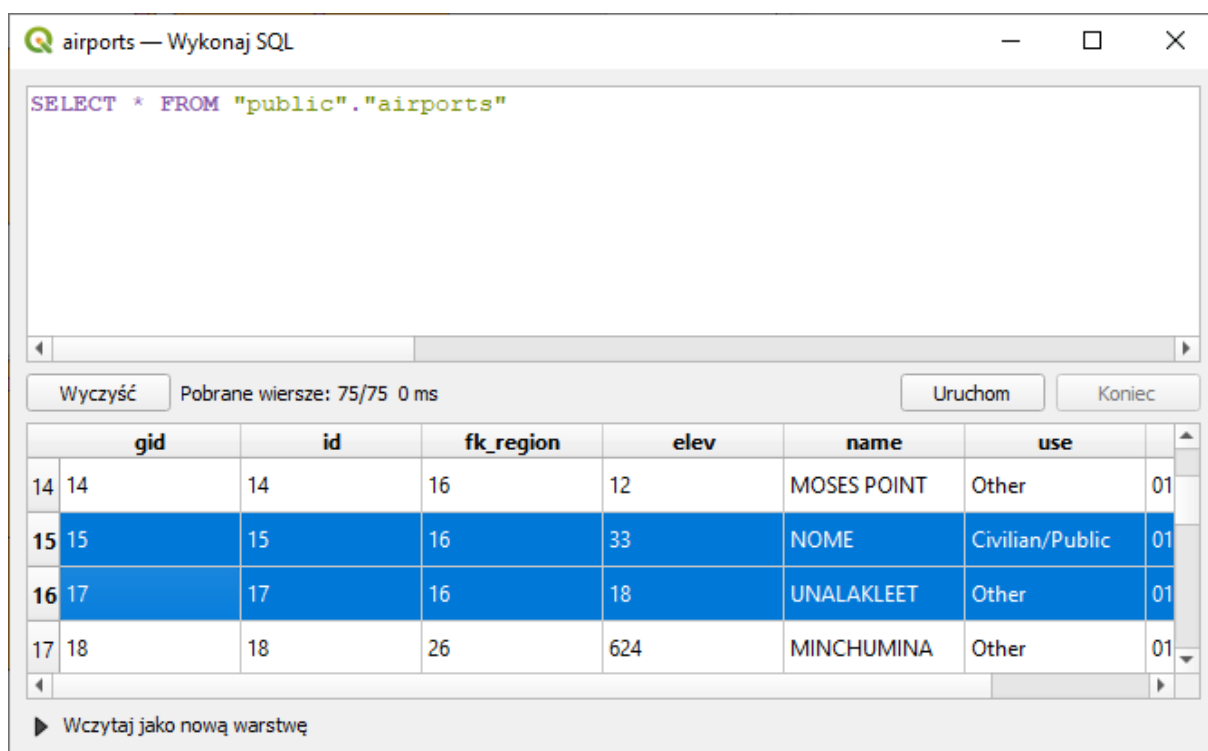 airports — Wykonaj SQL
SELECT * FROM "public"."airports"
Wyczyść Pobrane wiersze: 75/75 0 ms Uruchom Koniec
gid id fk_region elev name use
14 14 14 16 12 MOSES POINT Other 01
15 15 15 16 33 NOME Civilian/Public 01
16 17 17 16 18 UNALAKLEET Other 01
17 18 18 26 624 MINCHUMINA Other 01
Wczytaj jako nową warstwę